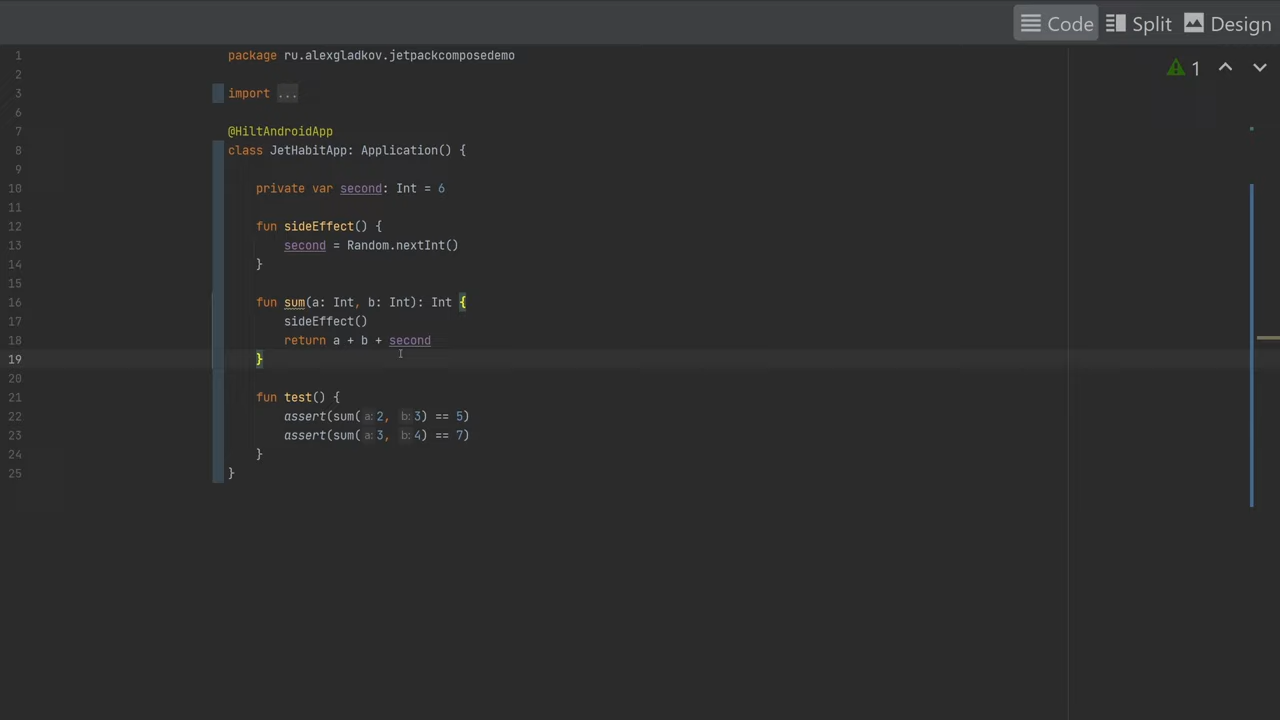 Code Split Design
1 package ru.alexgladkov.jetpackcomposedemo
1
2
3 import ...
6
7 @HiltAndroidApp
8 class JetHabitApp: Application() {
9
10 private var second: Int = 6
11
12 fun sideEffect() {
13 second = Random.nextInt()
14 }
15
16 fun sum(a: Int, b: Int): Int {
17 sideEffect()
18 return a + b + second
19 }
20
21 fun test() {
22 assert(sum( a: 2, b: 3) == 5)
23 assert(sum( a: 3, b: 4) == 7)
24 }
25 }